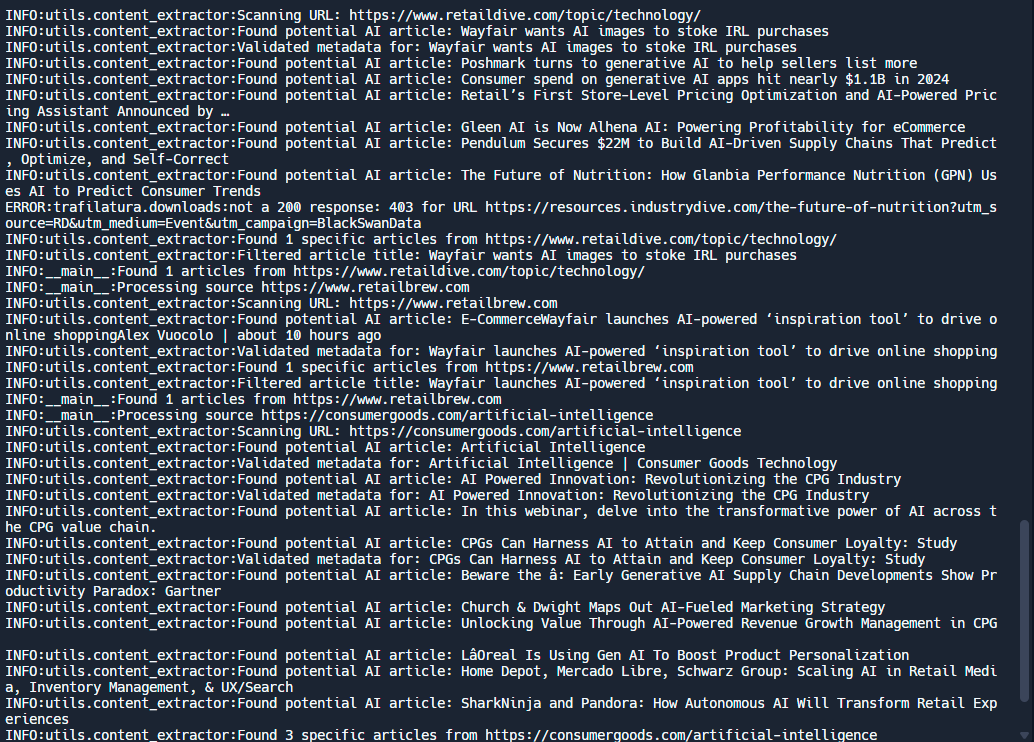 INFO:utils.content_extractor:Scanning URL: https://www.retaildive.com/topic/technology/
INFO:utils.content_extractor:Found potential AI article: Wayfair wants AI images to stoke IRL purchases
INFO:utils.content_extractor:Validated metadata for: Wayfair wants AI images to stoke IRL purchases
INFO:utils.content_extractor:Found potential AI article: Poshmark turns to generative AI to help sellers list more
INFO:utils.content_extractor:Found potential AI article: Consumer spend on generative AI apps hit nearly $1.1B in 2024
INFO:utils.content_extractor:Found potential AI article: Retail’s First Store-Level Pricing Optimization and AI-Powered Pric
ing Assistant Announced by …
INFO:utils.content_extractor:Found potential AI article: Gleen AI is Now Alhena AI: Powering Profitability for eCommerce
INFO:utils.content_extractor:Found potential AI article: Pendulum Secures $22M to Build AI-Driven Supply Chains That Predict
, Optimize, and Self-Correct
INFO:utils.content_extractor:Found potential AI article: The Future of Nutrition: How Glanbia Performance Nutrition (GPN) Us
es AI to Predict Consumer Trends
ERROR:trafilatura.downloads:not a 200 response: 403 for URL https://resources.industrydive.com/the-future-of-nutrition?utm_s
ource=RD&utm_medium=Event&utm_campaign=BlackSwanData
INFO:utils.content_extractor:Found 1 specific articles from https://www.retaildive.com/topic/technology/
INFO:utils.content_extractor:Filtered article title: Wayfair wants AI images to stoke IRL purchases
INFO:__main__:Found 1 articles from https://www.retaildive.com/topic/technology/
INFO:__main__:Processing source https://www.retailbrew.com
INFO:utils.content_extractor:Scanning URL: https://www.retailbrew.com
INFO:utils.content_extractor:Found potential AI article: E-CommerceWayfair launches AI-powered ‘inspiration tool’ to drive o
nline shoppingAlex Vuocolo | about 10 hours ago
INFO:utils.content_extractor:Validated metadata for: Wayfair launches AI-powered ‘inspiration tool’ to drive online shopping
INFO:utils.content_extractor:Found 1 specific articles from https://www.retailbrew.com
INFO:utils.content_extractor:Filtered article title: Wayfair launches AI-powered ‘inspiration tool’ to drive online shopping
INFO:__main__:Found 1 articles from https://www.retailbrew.com
INFO:__main__:Processing source https://consumergoods.com/artificial-intelligence
INFO:utils.content_extractor:Scanning URL: https://consumergoods.com/artificial-intelligence
INFO:utils.content_extractor:Found potential AI article: Artificial Intelligence
INFO:utils.content_extractor:Validated metadata for: Artificial Intelligence | Consumer Goods Technology
INFO:utils.content_extractor:Found potential AI article: AI Powered Innovation: Revolutionizing the CPG Industry
INFO:utils.content_extractor:Validated metadata for: AI Powered Innovation: Revolutionizing the CPG Industry
INFO:utils.content_extractor:Found potential AI article: In this webinar, delve into the transformative power of AI across t
he CPG value chain.
INFO:utils.content_extractor:Found potential AI article: CPGs Can Harness AI to Attain and Keep Consumer Loyalty: Study
INFO:utils.content_extractor:Validated metadata for: CPGs Can Harness AI to Attain and Keep Consumer Loyalty: Study
INFO:utils.content_extractor:Found potential AI article: Beware the â: Early Generative AI Supply Chain Developments Show Pr
oductivity Paradox: Gartner
INFO:utils.content_extractor:Found potential AI article: Church & Dwight Maps Out AI-Fueled Marketing Strategy
INFO:utils.content_extractor:Found potential AI article: Unlocking Value Through AI-Powered Revenue Growth Management in CPG
INFO:utils.content_extractor:Found potential AI article: LâOreal Is Using Gen AI To Boost Product Personalization
INFO:utils.content_extractor:Found potential AI article: Home Depot, Mercado Libre, Schwarz Group: Scaling AI in Retail Medi
a, Inventory Management, & UX/Search
INFO:utils.content_extractor:Found potential AI article: SharkNinja and Pandora: How Autonomous AI Will Transform Retail Exp
eriences
INFO:utils.content_extractor:Found 3 specific articles from https://consumergoods.com/artificial-intelligence